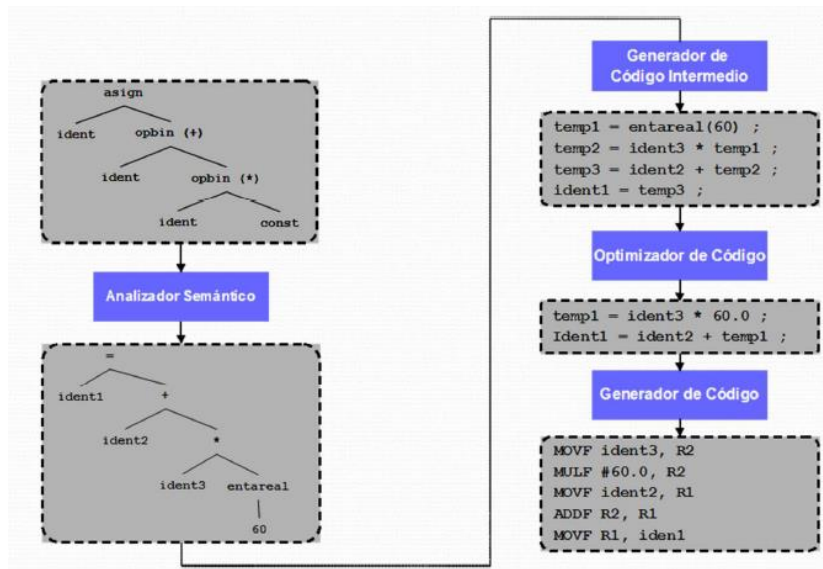 asign
ident opbin (+)
ident opbin (*)
ident const
Analizador Semántico
=
ident1 +
ident2 *
ident3 entareal
60
Generador de
Código Intermedio
temp1 = entareal(60) ;
temp2 = ident3 * temp1 ;
temp3 = ident2 + temp2 ;
ident1 = temp3 ;
Optimizador de Código
temp1 = ident3 * 60.0 ;
Ident1 = ident2 + temp1 ;
Generador de Código
MOVF ident3, R2
MULF #60.0, R2
MOVF ident2, R1
ADDF R2, R1
MOVF R1, iden1